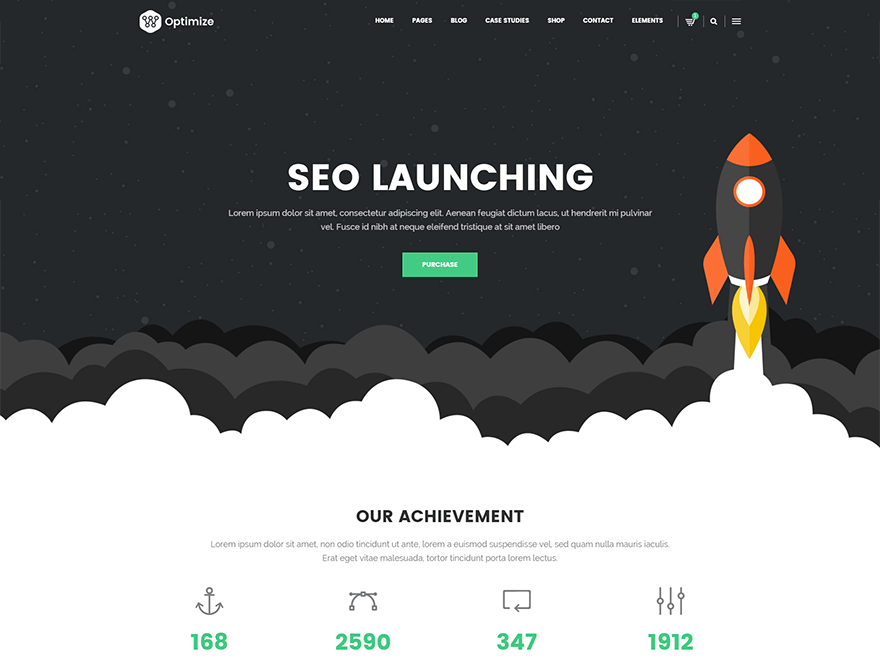 Optimize
HOME PAGES BLOG CASE STUDIES SHOP CONTACT ELEMENTS
SEO LAUNCHING
Lorem ipsum dolor sit amet, consectetur adipiscing elit. Aenean feugiat dictum lacus, ut hendrerit mi pulvinar
vel. Fusce id nibh at neque eleifend tristique at sit amet libero
PURCHASE
OUR ACHIEVEMENT
Lorem ipsum dolor sit amet, non odio tincidunt ut ante, lorem a euismod suspendisse vel, sed quam nulla mauris iaculis.
Erat eget vitae malesuada, tortor tincidunt porta lorem lectus.
168 2590 347 1912